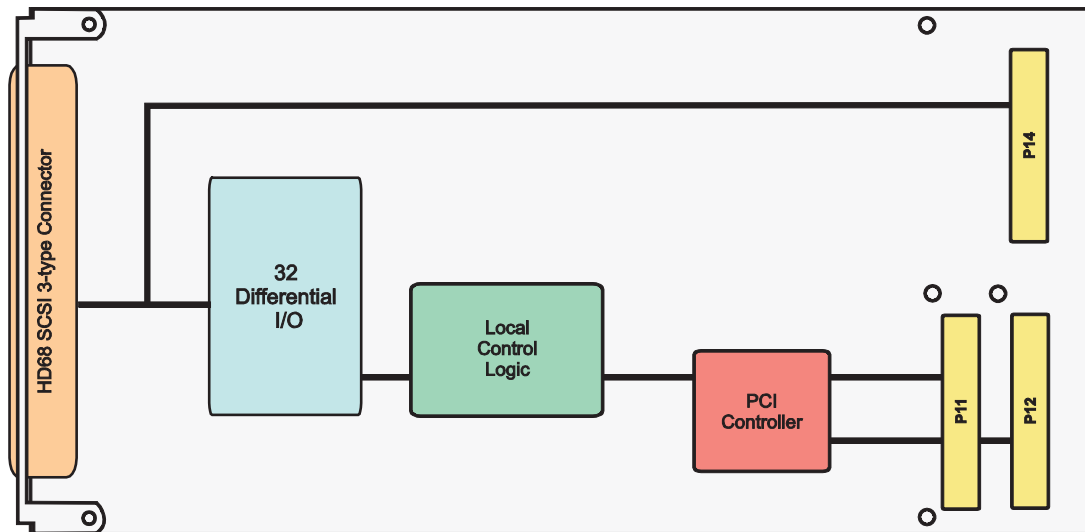 HD68 SCSI 3-type Connector
32
Differential
I/O
Local
Control
Logic
PCI
Controller
P14
P11
P12